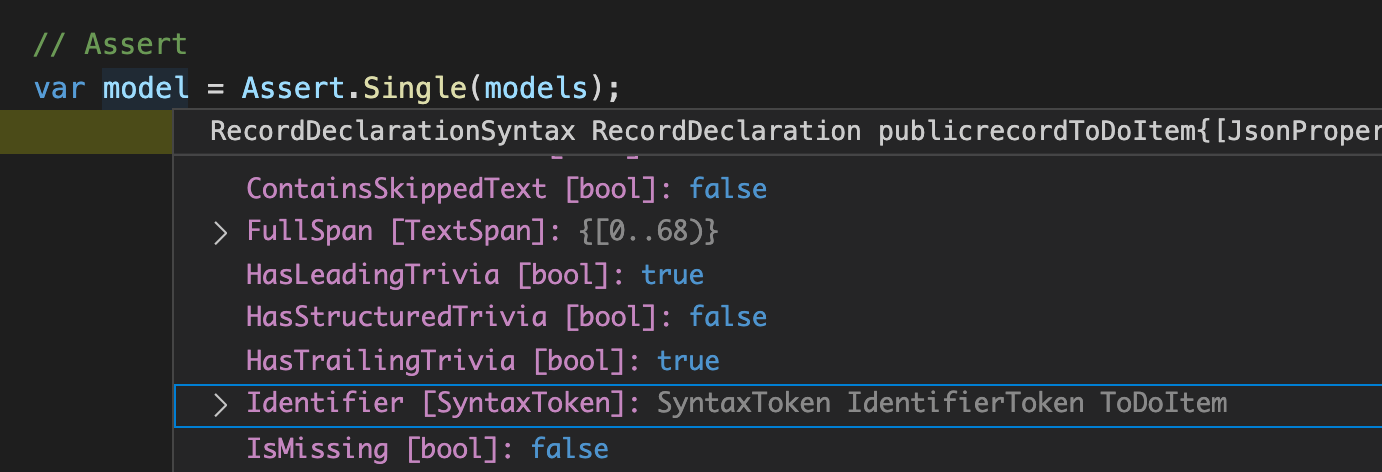 // Assert
var model = Assert.Single(models);
RecordDeclarationSyntax RecordDeclaration publicrecordToDoItem{[JsonProper
ContainsSkippedText [bool]: false
FullSpan [TextSpan]: {[0..68)}
HasLeadingTrivia [bool]: true
HasStructuredTrivia [bool]: false
HasTrailingTrivia [bool]: true
Identifier [SyntaxToken]: SyntaxToken IdentifierToken ToDoItem
IsMissing [bool]: false